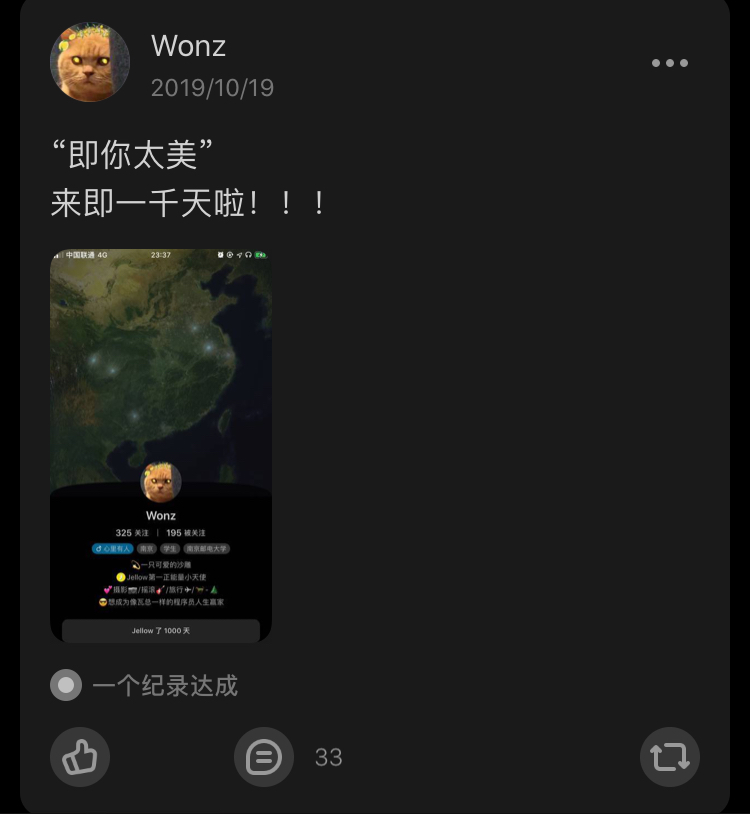 Wonz
2019/10/19
“即你太美”
来即一千天啦！！！
中国联通 4G
23:37
Wonz
325 关注 | 195 被关注
♂ 心里有人 南京 学生 南京邮电大学
💫一只可爱的沙雕
Jellow第一正能量小天使
💕摄影📷/摇滚🎸/旅行✈/
😎想成为像瓦总一样的程序员人生赢家
Jellow 了 1000 天
一个纪录达成
33